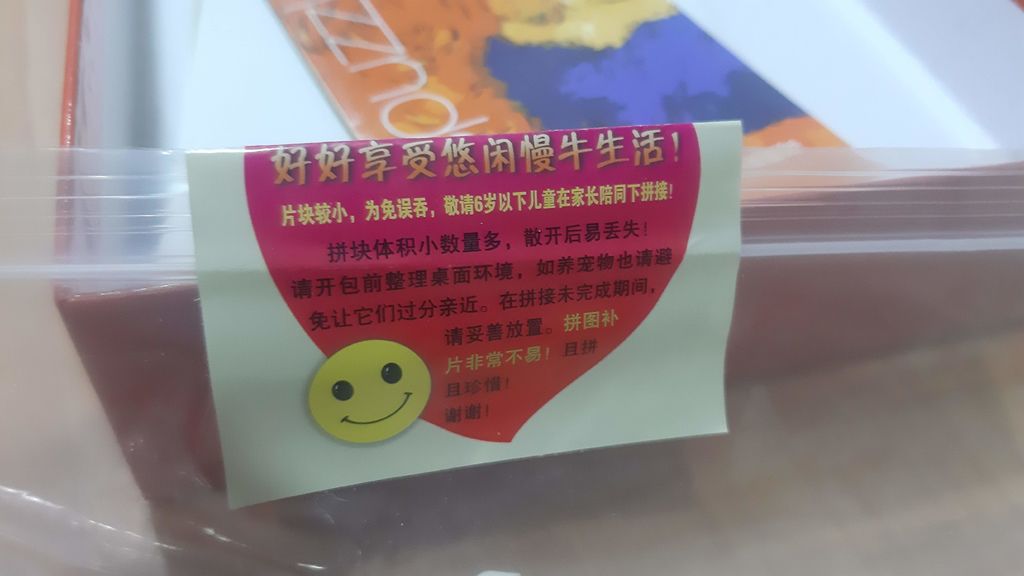 zznd
好好享受悠闲慢牛生活！
片块较小，为免误吞，敬请6岁以下儿童在家长陪同下拼接！
拼块体积小数量多，散开后易丢失！
请开包前整理桌面环境，如养宠物也请避
免让它们过分亲近。在拼接未完成期间，
请妥善放置。拼图补
片非常不易！且拼
且珍惜！
谢谢！